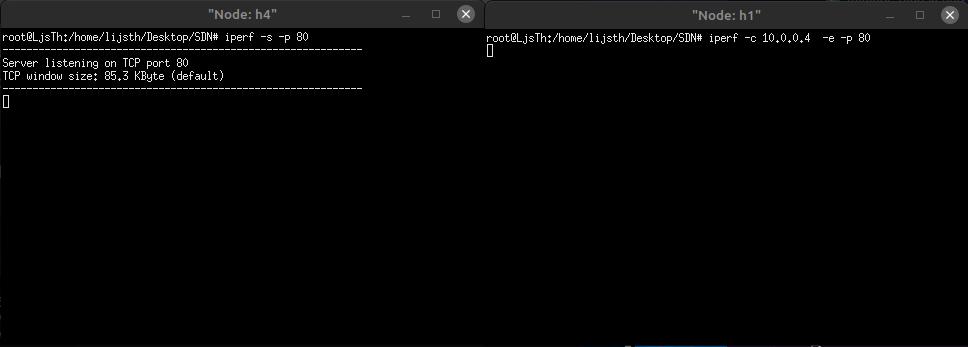 "Node: h4"
root@LjsTh:/home/lijsth/Desktop/SDN# iperf -s -p 80
------------------------------------------------------------
Server listening on TCP port 80
TCP window size: 85.3 KByte (default)
------------------------------------------------------------
"Node: h1"
root@LjsTh:/home/lijsth/Desktop/SDN# iperf -c 10.0.0.4  -e -p 80